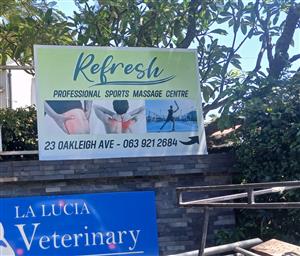 Refresh
PROFESSIONAL SPORTS MASSAGE CENTRE
23 OAKLEIGH AVE - 063 921 2684
LA LUCIA
Veterinary